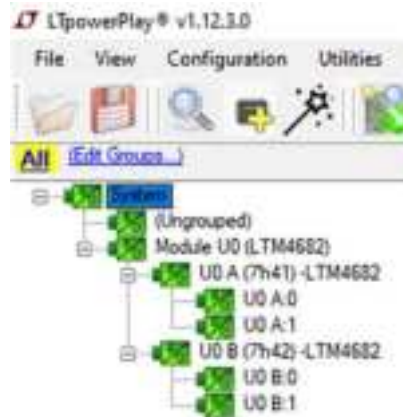 LTpowerPlay® v1.12.3.0
File View Configuration Utilities
All (Edit Groups...)
System
(Ungrouped)
Module U0 (LTM4682)
U0 A (7h41) -LTM4682
U0 A:0
U0 A:1
U0 B (7h42) -LTM4682
U0 B:0
U0 B:1